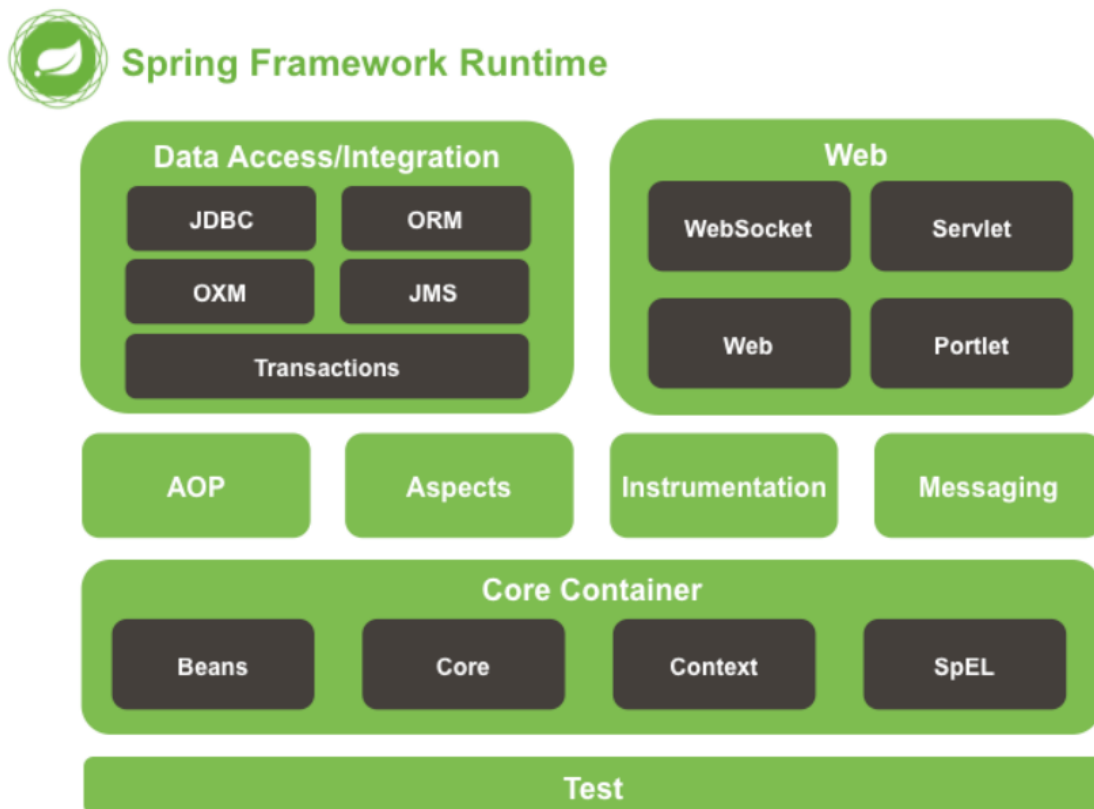 Spring Framework Runtime
Data Access/Integration
JDBC
ORM
OXM
JMS
Transactions
Web
WebSocket
Servlet
Web
Portlet
AOP
Aspects
Instrumentation
Messaging
Core Container
Beans
Core
Context
SpEL
Test